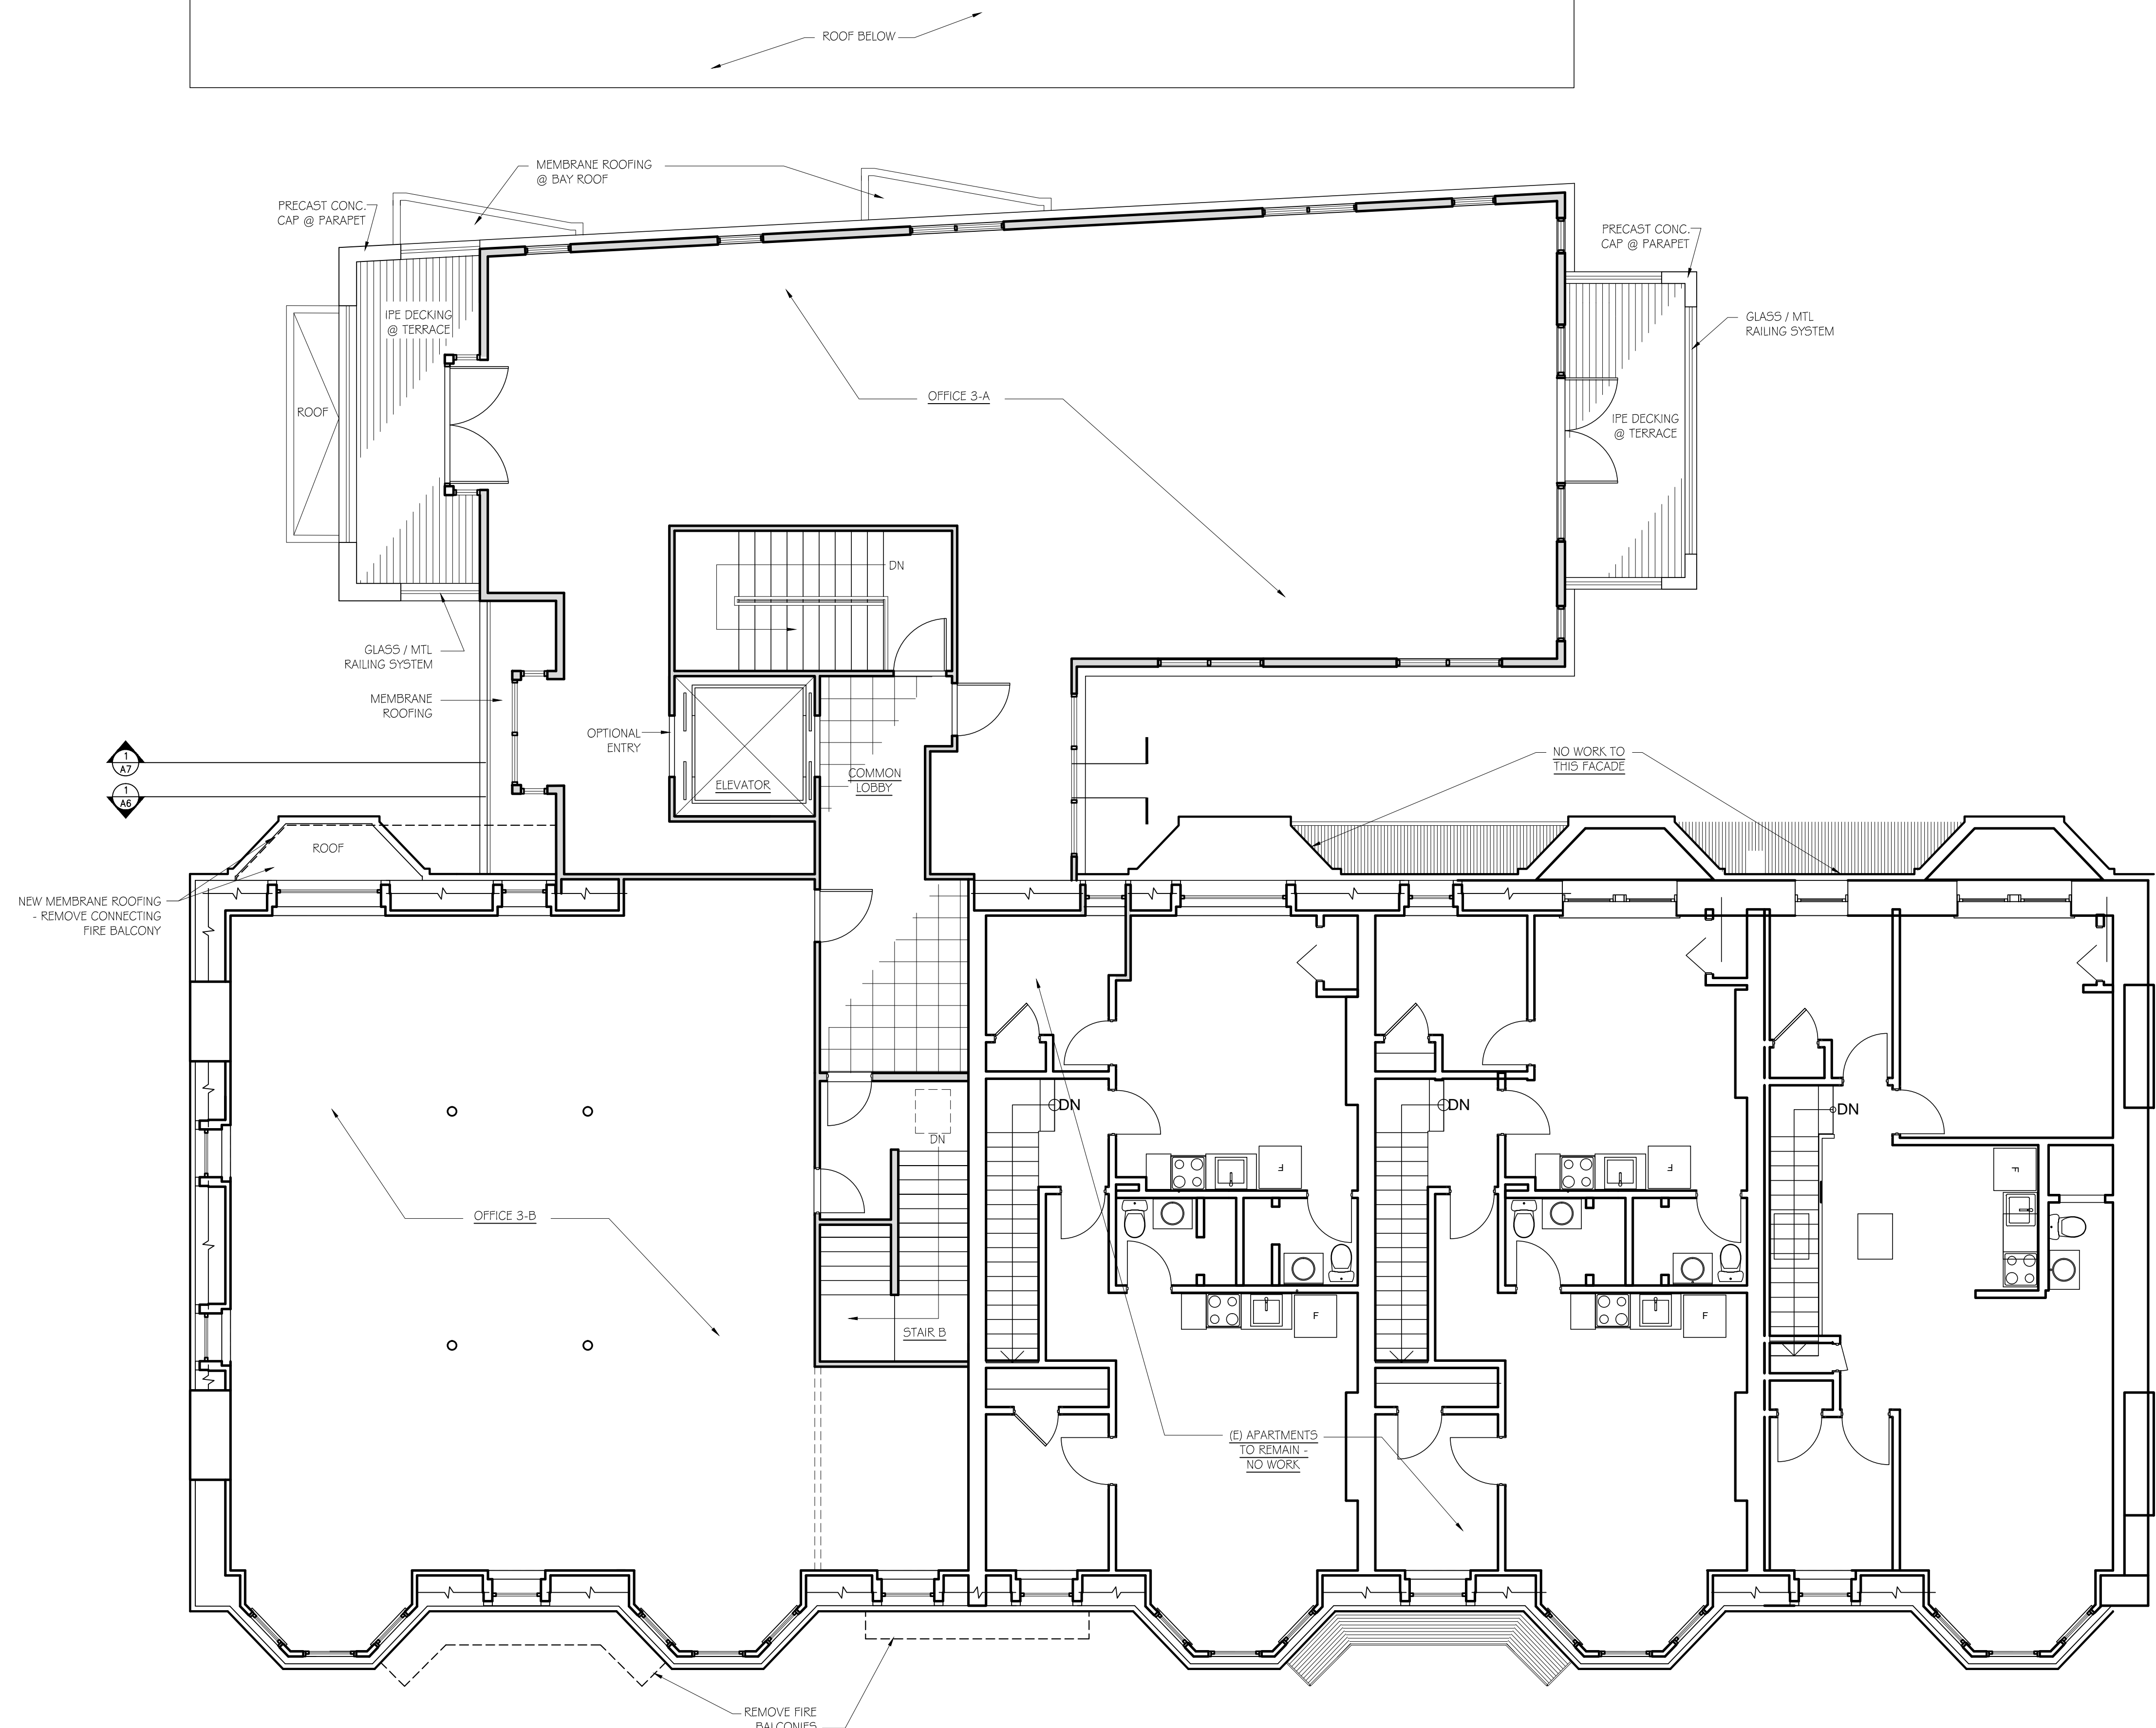 ROOF BELOW
MEMBRANE ROOFING
@ BAY ROOF
PRECAST CONC.
CAP @ PARAPET
PRECAST CONC.
CAP @ PARAPET
IPE DECKING
@ TERRACE
GLASS / MTL
RAILING SYSTEM
ROOF
OFFICE 3-A
IPE DECKING
@ TERRACE
DN
GLASS / MTL
RAILING SYSTEM
MEMBRANE
ROOFING
OPTIONAL
ENTRY
ELEVATOR
COMMON
LOBBY
NO WORK TO
THIS FACADE
1
A7
1
A6
ROOF
NEW MEMBRANE ROOFING
- REMOVE CONNECTING
FIRE BALCONY
DN
DN
DN
DN
F
F
F
OFFICE 3-B
STAIR B
F
F
(E) APARTMENTS
TO REMAIN -
NO WORK
REMOVE FIRE
BALCONIES